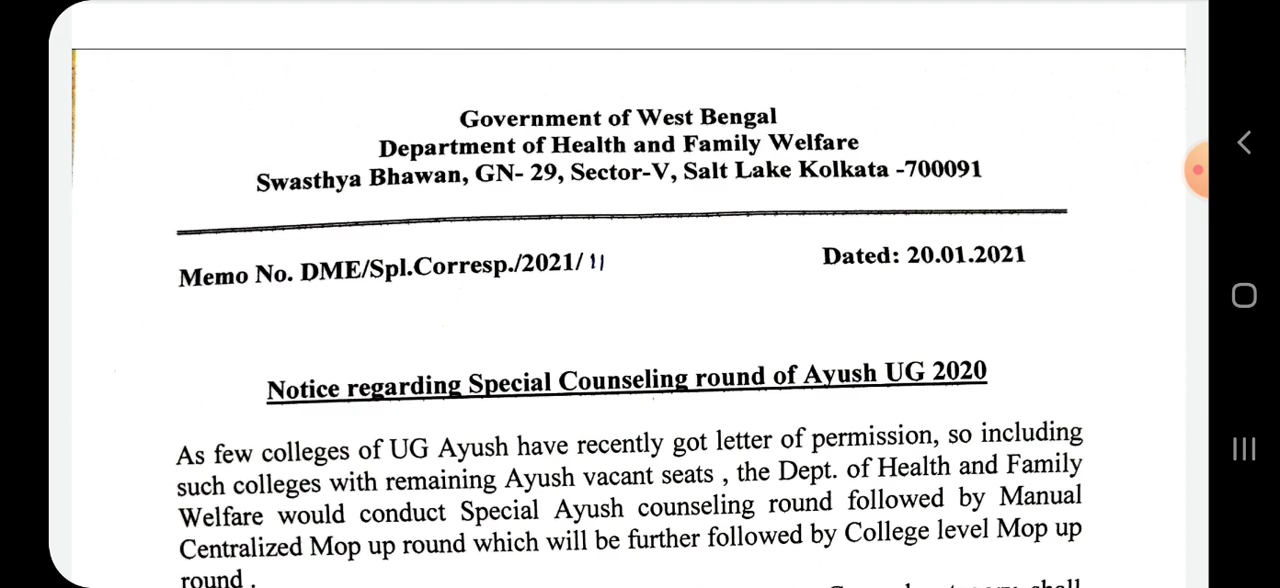 Government of West Bengal
Department of Health and Family Welfare
Swasthya Bhawan, GN- 29, Sector-V, Salt Lake Kolkata -700091
Memo No. DME/Spl.Corresp./2021/ 11
Dated: 20.01.2021
Notice regarding Special Counseling round of Ayush UG 2020
As few colleges of UG Ayush have recently got letter of permission, so including
such colleges with remaining Ayush vacant seats , the Dept. of Health and Family
Welfare would conduct Special Ayush counseling round followed by Manual
Centralized Mop up round which will be further followed by College level Mop up
round .
shall